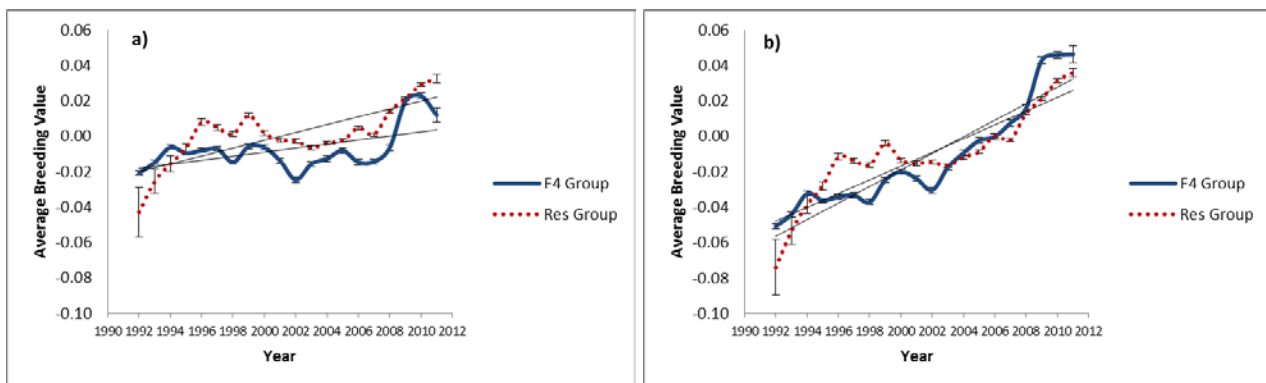 a)
Average Breeding Value
0.06
0.04
0.02
0.00
-0.02
-0.04
-0.06
-0.08
-0.10
1990 1992 1994 1996 1998 2000 2002 2004 2006 2008 2010 2012
Year
F4 Group
Res Group
b)
Average Breeding Value
0.06
0.04
0.02
0.00
-0.02
-0.04
-0.06
-0.08
-0.10
1990 1992 1994 1996 1998 2000 2002 2004 2006 2008 2010 2012
Year
F4 Group
Res Group